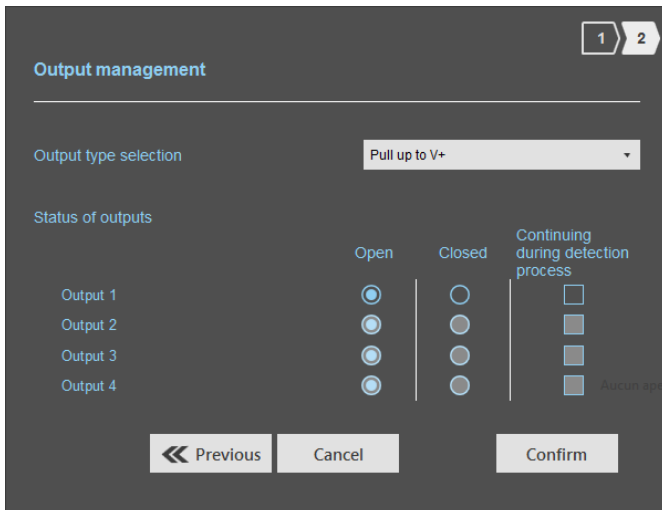 1 2
Output management
Output type selection Pull up to V+
Status of outputs
Open Closed Continuing during detection process
Output 1
Output 2
Output 3
Output 4 Aucun
Previous Cancel Confirm